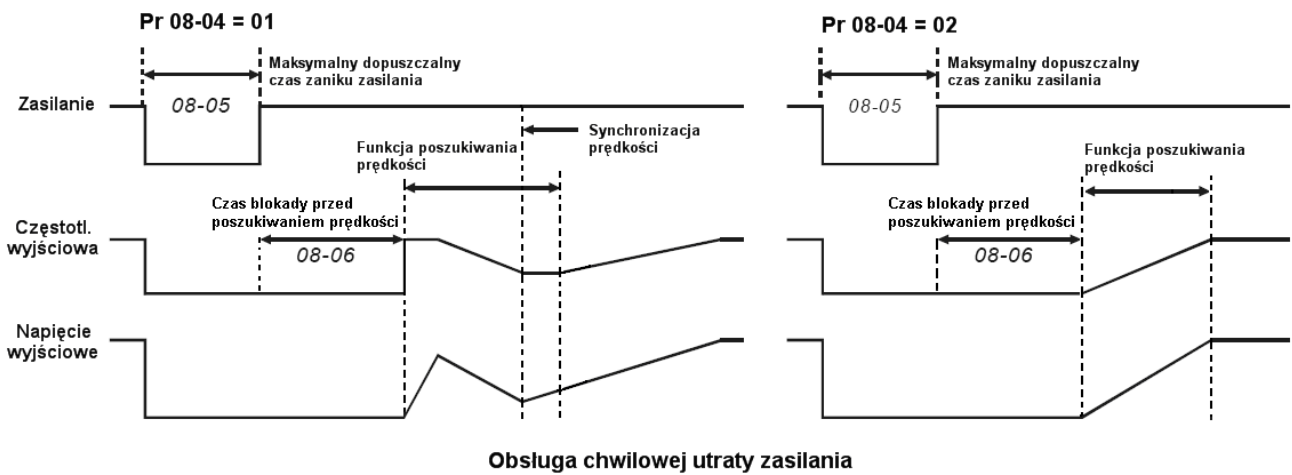 Pr 08-04 = 01
Maksymalny dopuszczalny
czas zaniku zasilania
Zasilanie
08-05
Synchronizacja
prędkości
Funkcja poszukiwania
prędkości
Czas blokady przed
poszukiwaniem prędkości
Częstotl.
wyjściowa
08-06
Napięcie
wyjściowe
Pr 08-04 = 02
Maksymalny dopuszczalny
czas zaniku zasilania
08-05
Funkcja poszukiwania
prędkości
Czas blokady przed
poszukiwaniem prędkości
08-06
Obsługa chwilowej utraty zasilania